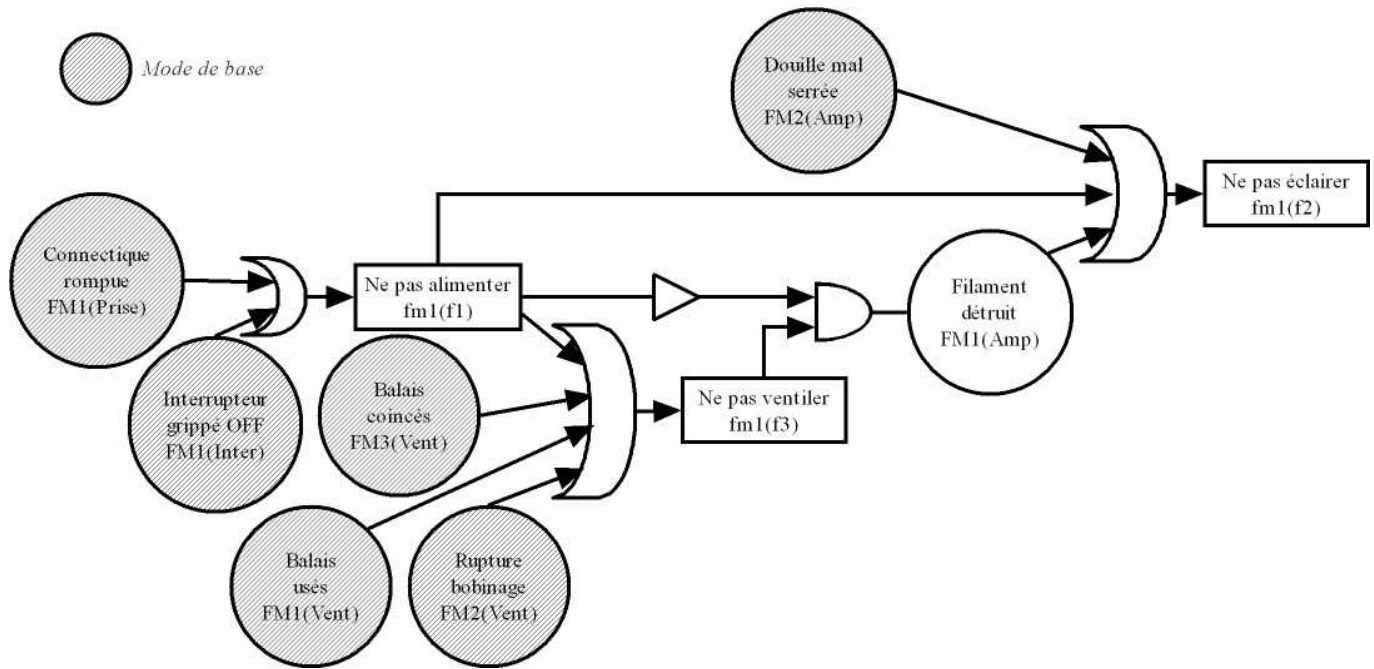 Mode de base
Douille mal
serrée
FM2(Amp)
Ne pas éclairer
fm1(f2)
Connectique
rompue
FM1(Prise)
Ne pas alimenter
fm1(f1)
Filament
détruit
FM1(Amp)
Interrupteur
grippé OFF
FM1(Inter)
Balais
coincés
FM3(Vent)
Ne pas ventiler
fm1(f3)
Balais
usés
FM1(Vent)
Rupture
bobinage
FM2(Vent)